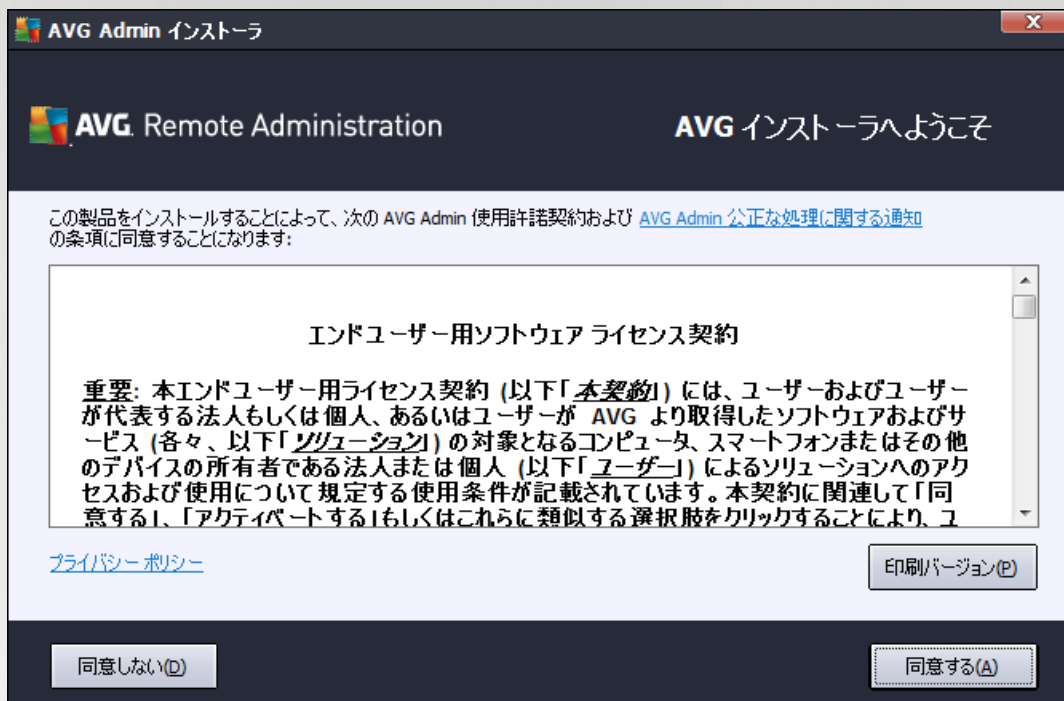 AVG Admin インストーラ
AVG. Remote Administration
AVG インストーラへようこそ
この製品をインストールすることによって、次の AVG Admin 使用許諾契約および AVG Admin 公正な処理に関する通知
の条項に同意することになります:
エンドユーザー用ソフトウェア ライセンス契約
重要: 本エンドユーザー用ライセンス契約 (以下「本契約」) には、ユーザーおよびユーザー
が代表する法人もしくは個人、あるいはユーザーが AVG より取得したソフトウェアおよびサ
ービス (各々、以下「ソリューション」) の対象となるコンピュータ、スマートフォンまたはその他
のデバイスの所有者である法人または個人 (以下「ユーザー」) によるソリューションへのアク
セスおよび使用について規定する使用条件が記載されています。本契約に関連して「同
意する」、「アクティベートする」もしくはこれらに類似する選択肢をクリックすることにより、ユ
プライバシー ポリシー
印刷バージョン(P)
同意しない(D)
同意する(A)